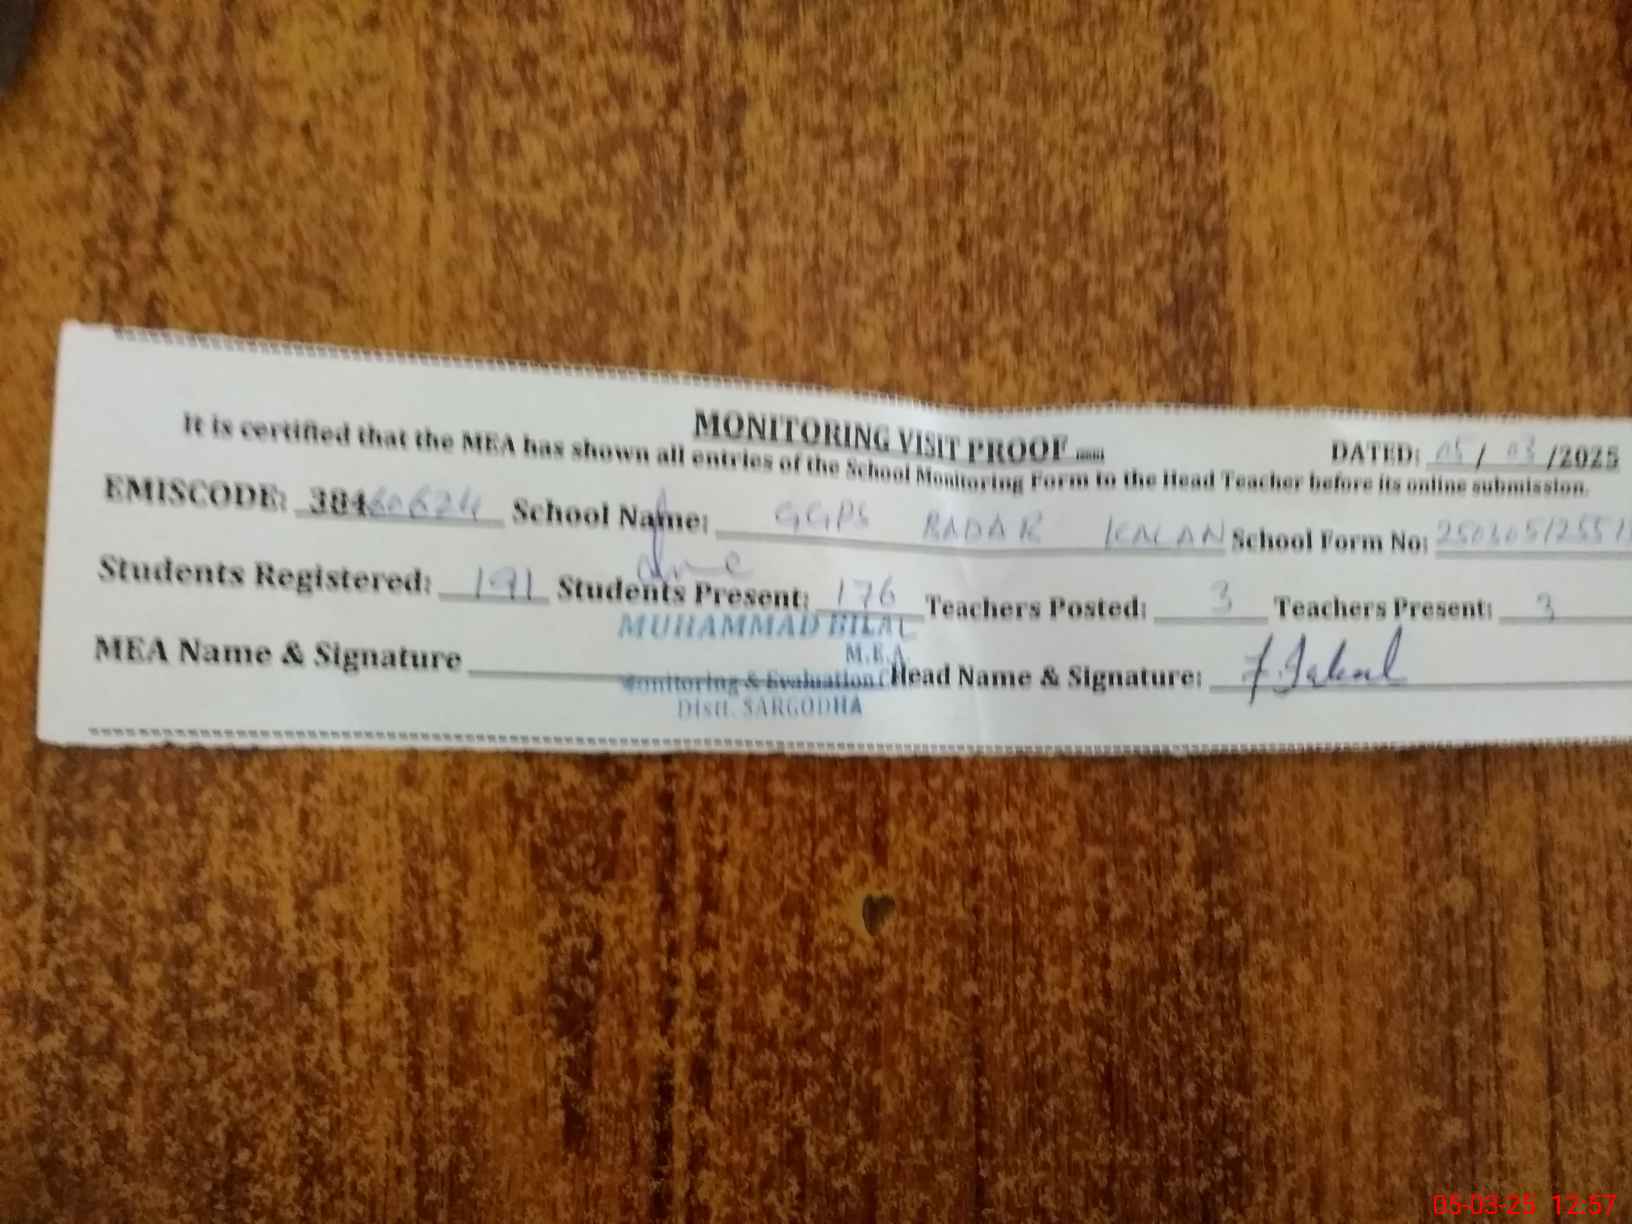 MONITORING VISIT PROOF
DATED: 05 / 03 /2025
It is certified that the MEA has shown all entries of the School Monitoring Form to the Head Teacher before its online submission.
EMISCODE: 38460624 School Name: GGPS RADAR KALAN School Form No: 250305/2551
Students Registered: 191 Students Present: 176 Teachers Posted: 3 Teachers Present: 3
MUHAMMAD BILAL
M.E.A
MEA Name & Signature Head Name & Signature:
Monitoring & Evaluation
Distt. SARGODHA
05-03-25 12:57